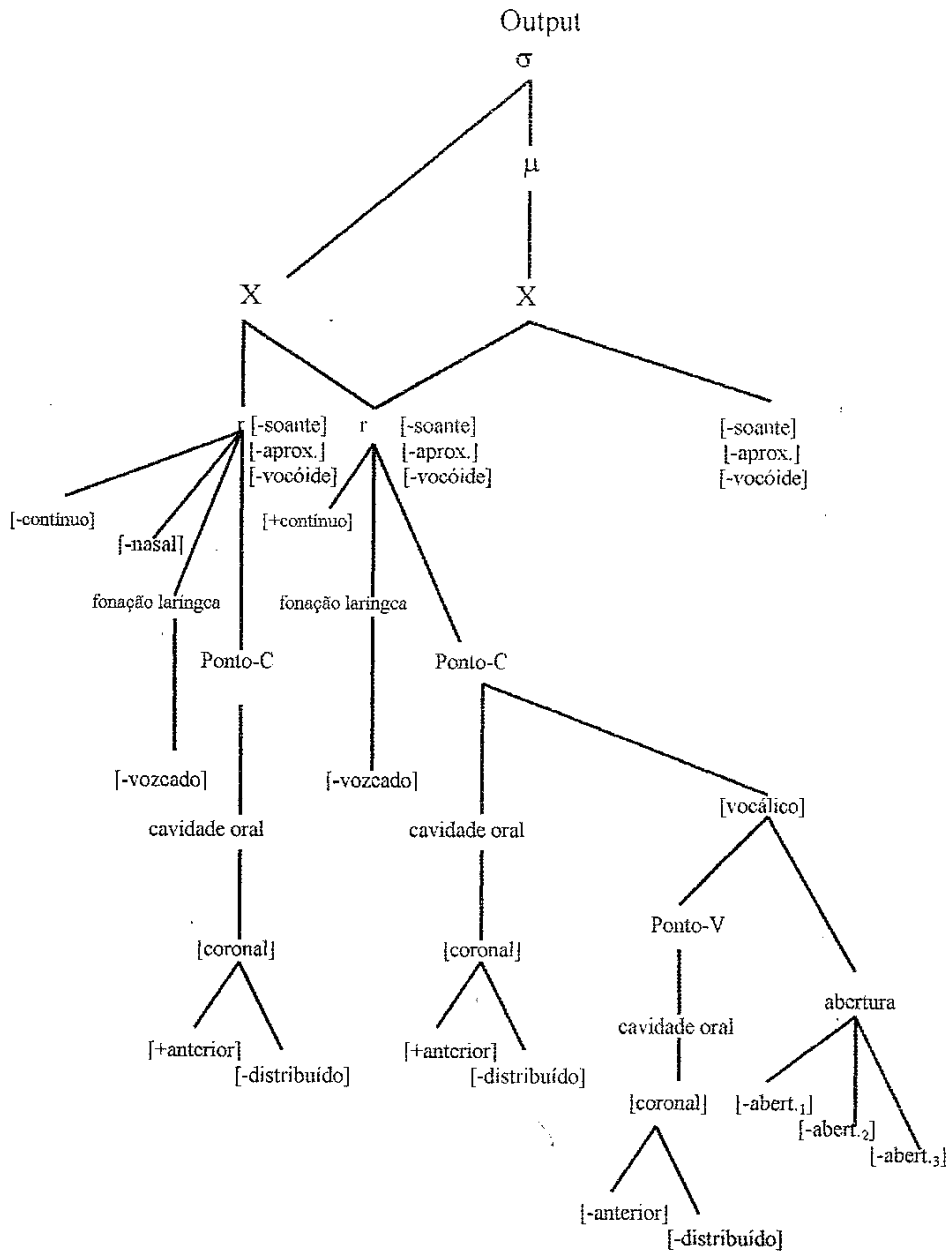 Output
σ
μ
X X
r [-soante] r [-soante] [-soante]
[-aprox.] [-aprox.] [-aprox.]
[-vocóide] [-vocóide] [-vocóide]
[-contínuo] [+contínuo]
[-nasal]
fonação laríngea fonação laríngea
Ponto-C Ponto-C
[-vozeado] [-vozeado]
[vocálico]
cavidade oral cavidade oral
Ponto-V
[coronal] [coronal]
abertura
cavidade oral
[+anterior] [+anterior]
[-distribuído] [-distribuído]
[coronal] [-abert.₁]
[-abert.₂]
[-abert.₃]
[-anterior]
[-distribuído]